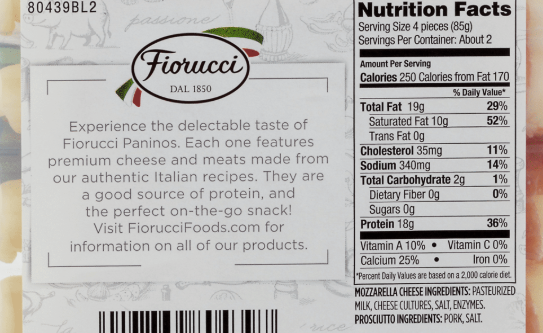 80439BL2
passione
Fiorucci
DAL 1850
Experience the delectable taste of
Fiorucci Paninos. Each one features
premium cheese and meats made from
our authentic Italian recipes. They are
a good source of protein, and
the perfect on-the-go snack!
Visit FiorucciFoods.com for
information on all of our products.
Nutrition Facts
Serving Size 4 pieces (85g)
Servings Per Container: About 2
Amount Per Serving
Calories 250 Calories from Fat 170
% Daily Value*
Total Fat 19g 29%
Saturated Fat 10g 52%
Trans Fat 0g
Cholesterol 35mg 11%
Sodium 340mg 14%
Total Carbohydrate 2g 1%
Dietary Fiber 0g 0%
Sugars 0g
Protein 18g 36%
Vitamin A 10% • Vitamin C 0%
Calcium 25% • Iron 0%
*Percent Daily Values are based on a 2,000 calorie diet.
MOZZARELLA CHEESE INGREDIENTS: PASTEURIZED
MILK, CHEESE CULTURES, SALT, ENZYMES.
PROSCIUTTO INGREDIENTS: PORK, SALT.